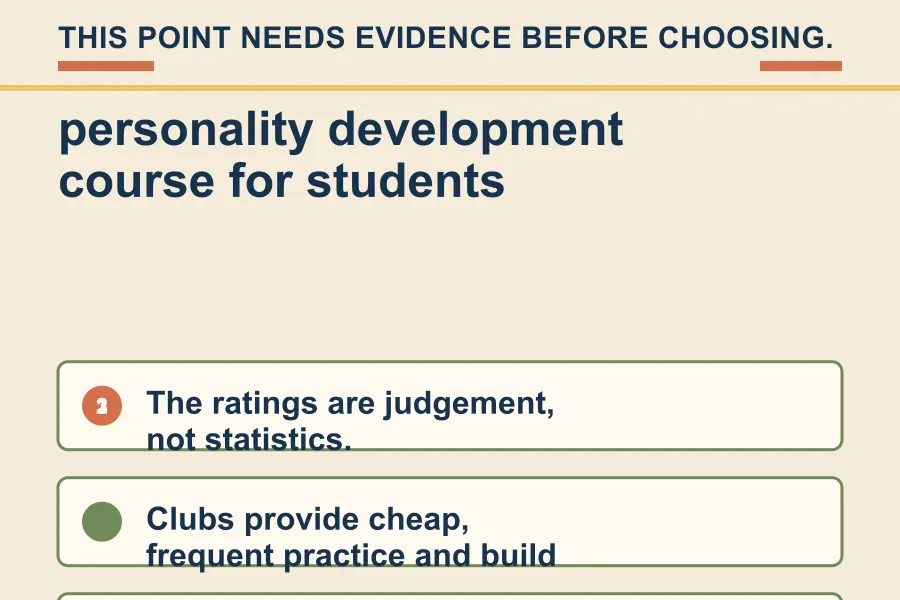 THIS POINT NEEDS EVIDENCE BEFORE CHOOSING.
personality development
course for students
The ratings are judgement,
not statistics.
Clubs provide cheap,
frequent practice and build